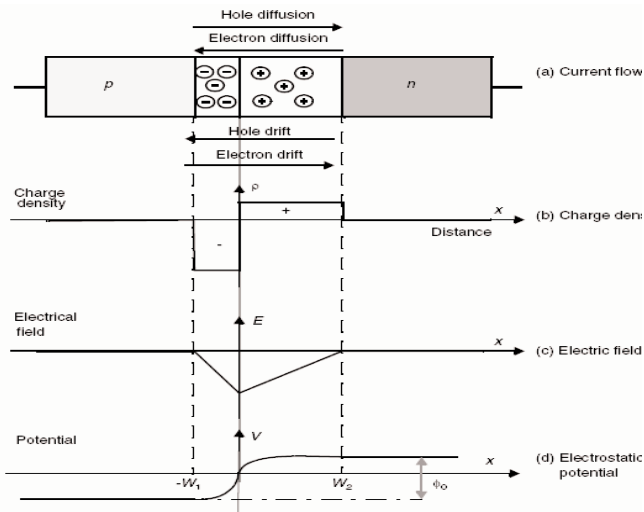 Hole diffusion
Electron diffusion
p
n
(a) Current flow
Hole drift
Electron drift
Charge
density
ρ
+
-
x
Distance
(b) Charge dens
Electrical
field
E
x
(c) Electric field
Potential
V
x
-W₁
W₂
ϕ₀
(d) Electrostatic
potential